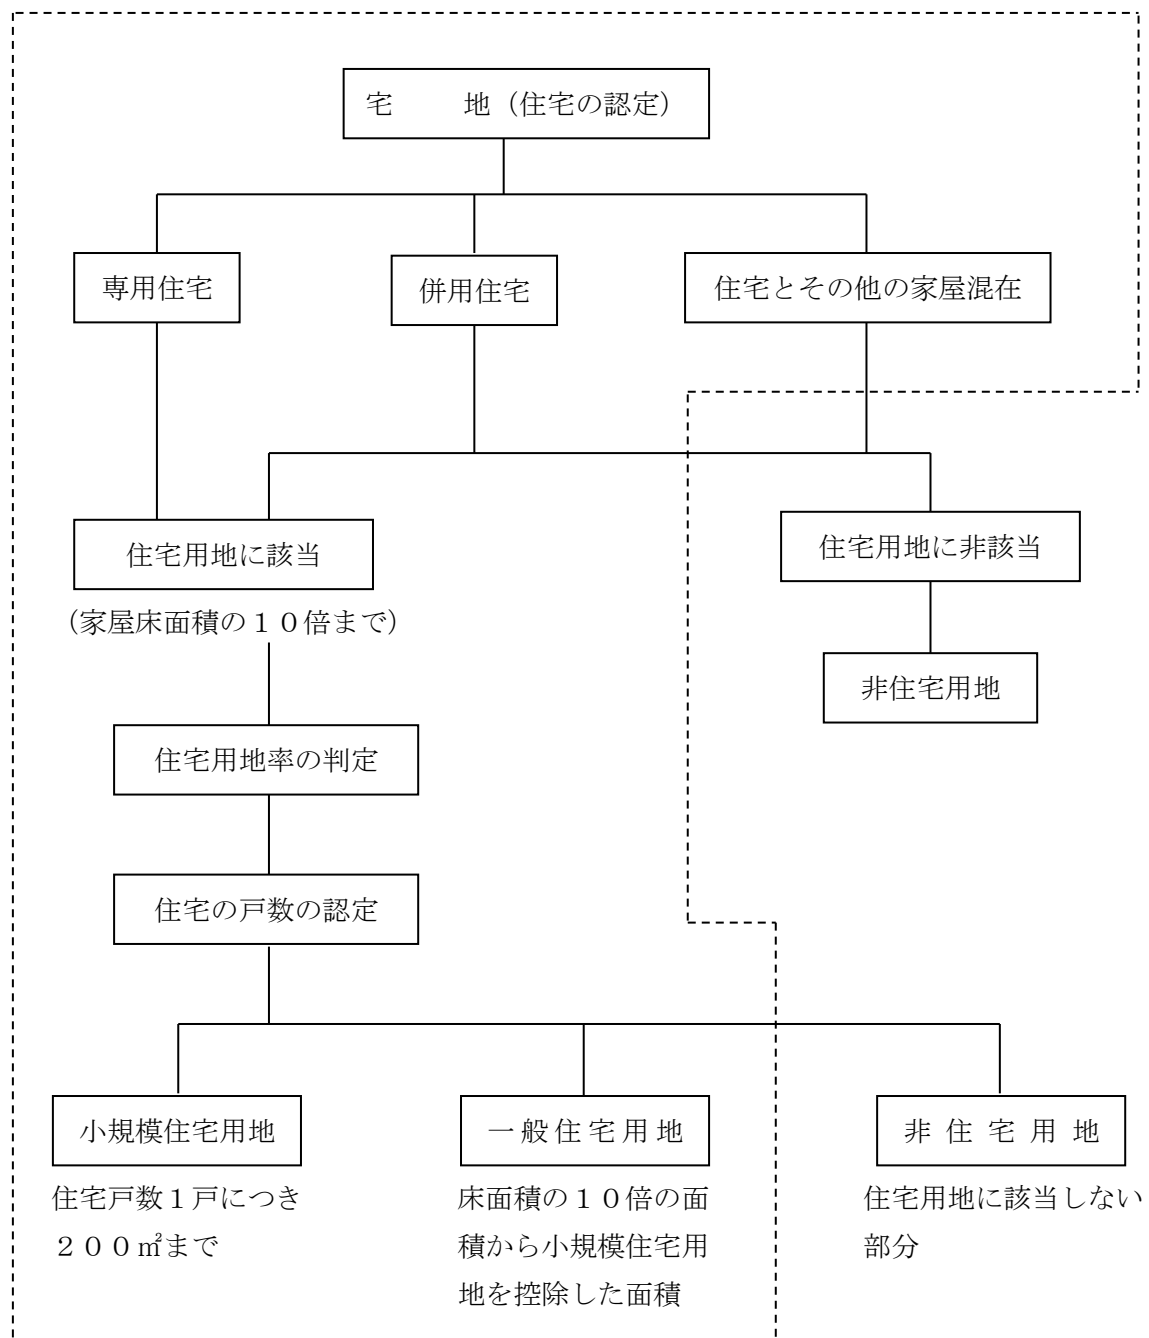 宅　　地（住宅の認定）
専用住宅
併用住宅
住宅とその他の家屋混在
住宅用地に該当
（家屋床面積の１０倍まで）
住宅用地に非該当
非住宅用地
住宅用地率の判定
住宅の戸数の認定
小規模住宅用地
住宅戸数１戸につき
２００㎡まで
一般住宅用地
床面積の１０倍の面
積から小規模住宅用
地を控除した面積
非住宅用地
住宅用地に該当しない
部分